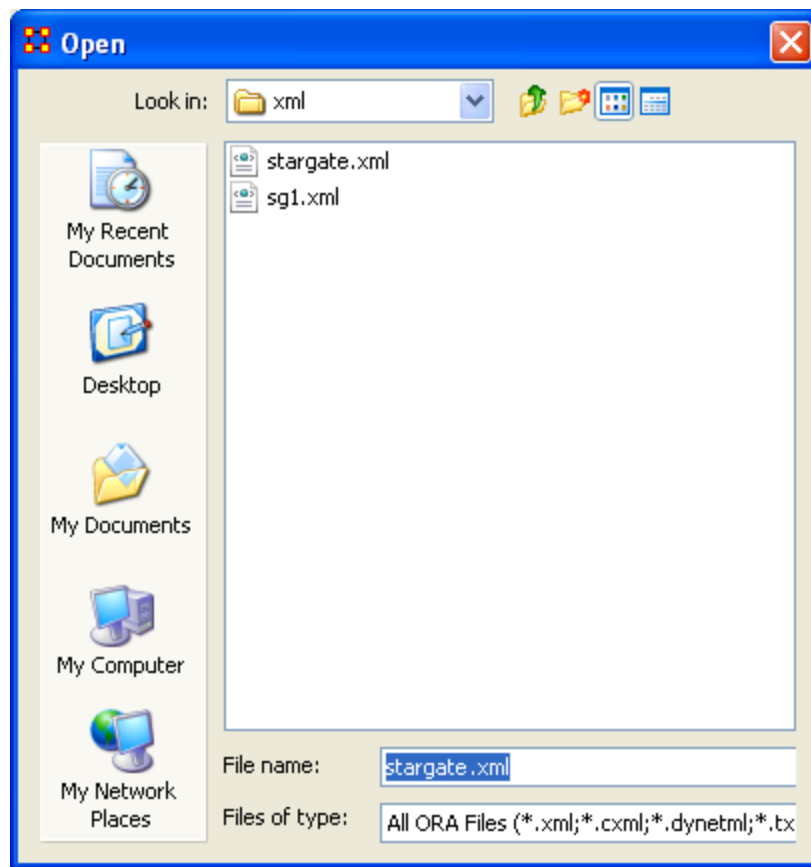 Open
Look in:
xml
stargate.xml
sg1.xml
My Recent
Documents
Desktop
My Documents
My Computer
My Network
Places
File name:
stargate.xml
Files of type:
All ORA Files (*.xml;*.cxml;*.dynetml;*.tx